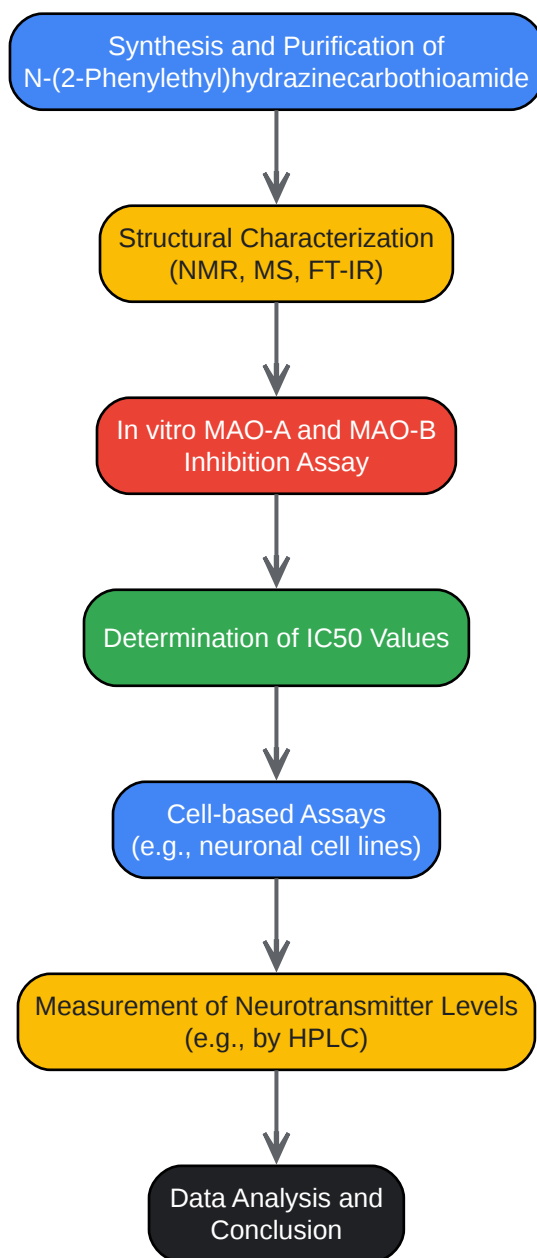 Synthesis and Purification of
N-(2-Phenylethyl)hydrazinecarbothioamide
Structural Characterization
(NMR, MS, FT-IR)
In vitro MAO-A and MAO-B
Inhibition Assay
Determination of IC50 Values
Cell-based Assays
(e.g., neuronal cell lines)
Measurement of Neurotransmitter Levels
(e.g., by HPLC)
Data Analysis and
Conclusion